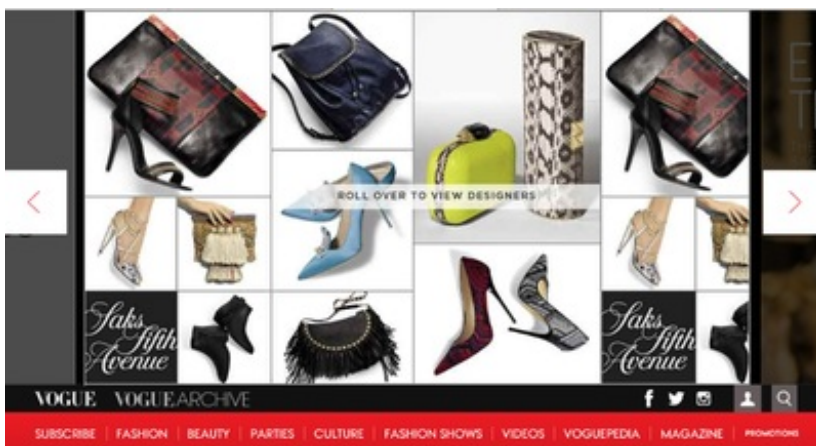 ROLL OVER TO VIEW DESIGNERS
Saks
Fifth
Avenue
Saks
Fifth
Avenue
VOGUE VOGUEARCHIVE
SUBSCRIBE FASHION BEAUTY PARTIES CULTURE FASHION SHOWS VIDEOS VOGUEPEDIA MAGAZINE PROMOTIONS